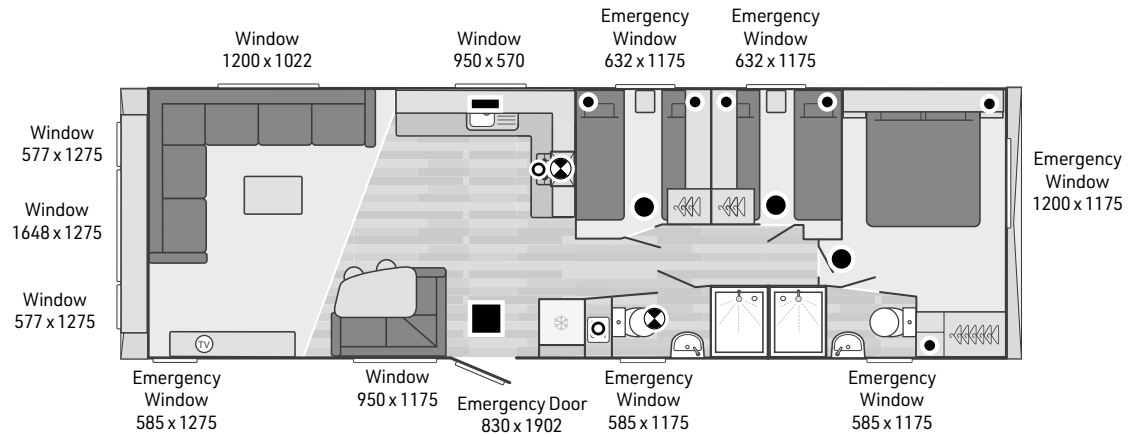 Window
1200 x 1022
Window
950 x 570
Emergency
Window
632 x 1175
Emergency
Window
632 x 1175
Window
577 x 1275
Window
1648 x 1275
Window
577 x 1275
Emergency
Window
1200 x 1175
TV
Emergency
Window
585 x 1275
Window
950 x 1175
Emergency Door
830 x 1902
Emergency
Window
585 x 1175
Emergency
Window
585 x 1175